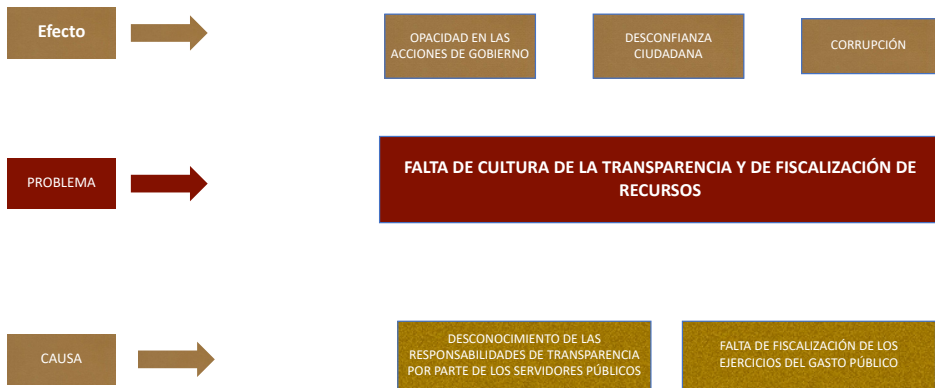 Efecto
OPACIDAD EN LAS
ACCIONES DE GOBIERNO
DESCONFIANZA
CIUDADANA
CORRUPCIÓN
PROBLEMA
FALTA DE CULTURA DE LA TRANSPARENCIA Y DE FISCALIZACIÓN DE
RECURSOS
CAUSA
DESCONOCIMIENTO DE LAS
RESPONSABILIDADES DE TRANSPARENCIA
POR PARTE DE LOS SERVIDORES PÚBLICOS
FALTA DE FISCALIZACIÓN DE LOS
EJERCICIOS DEL GASTO PÚBLICO